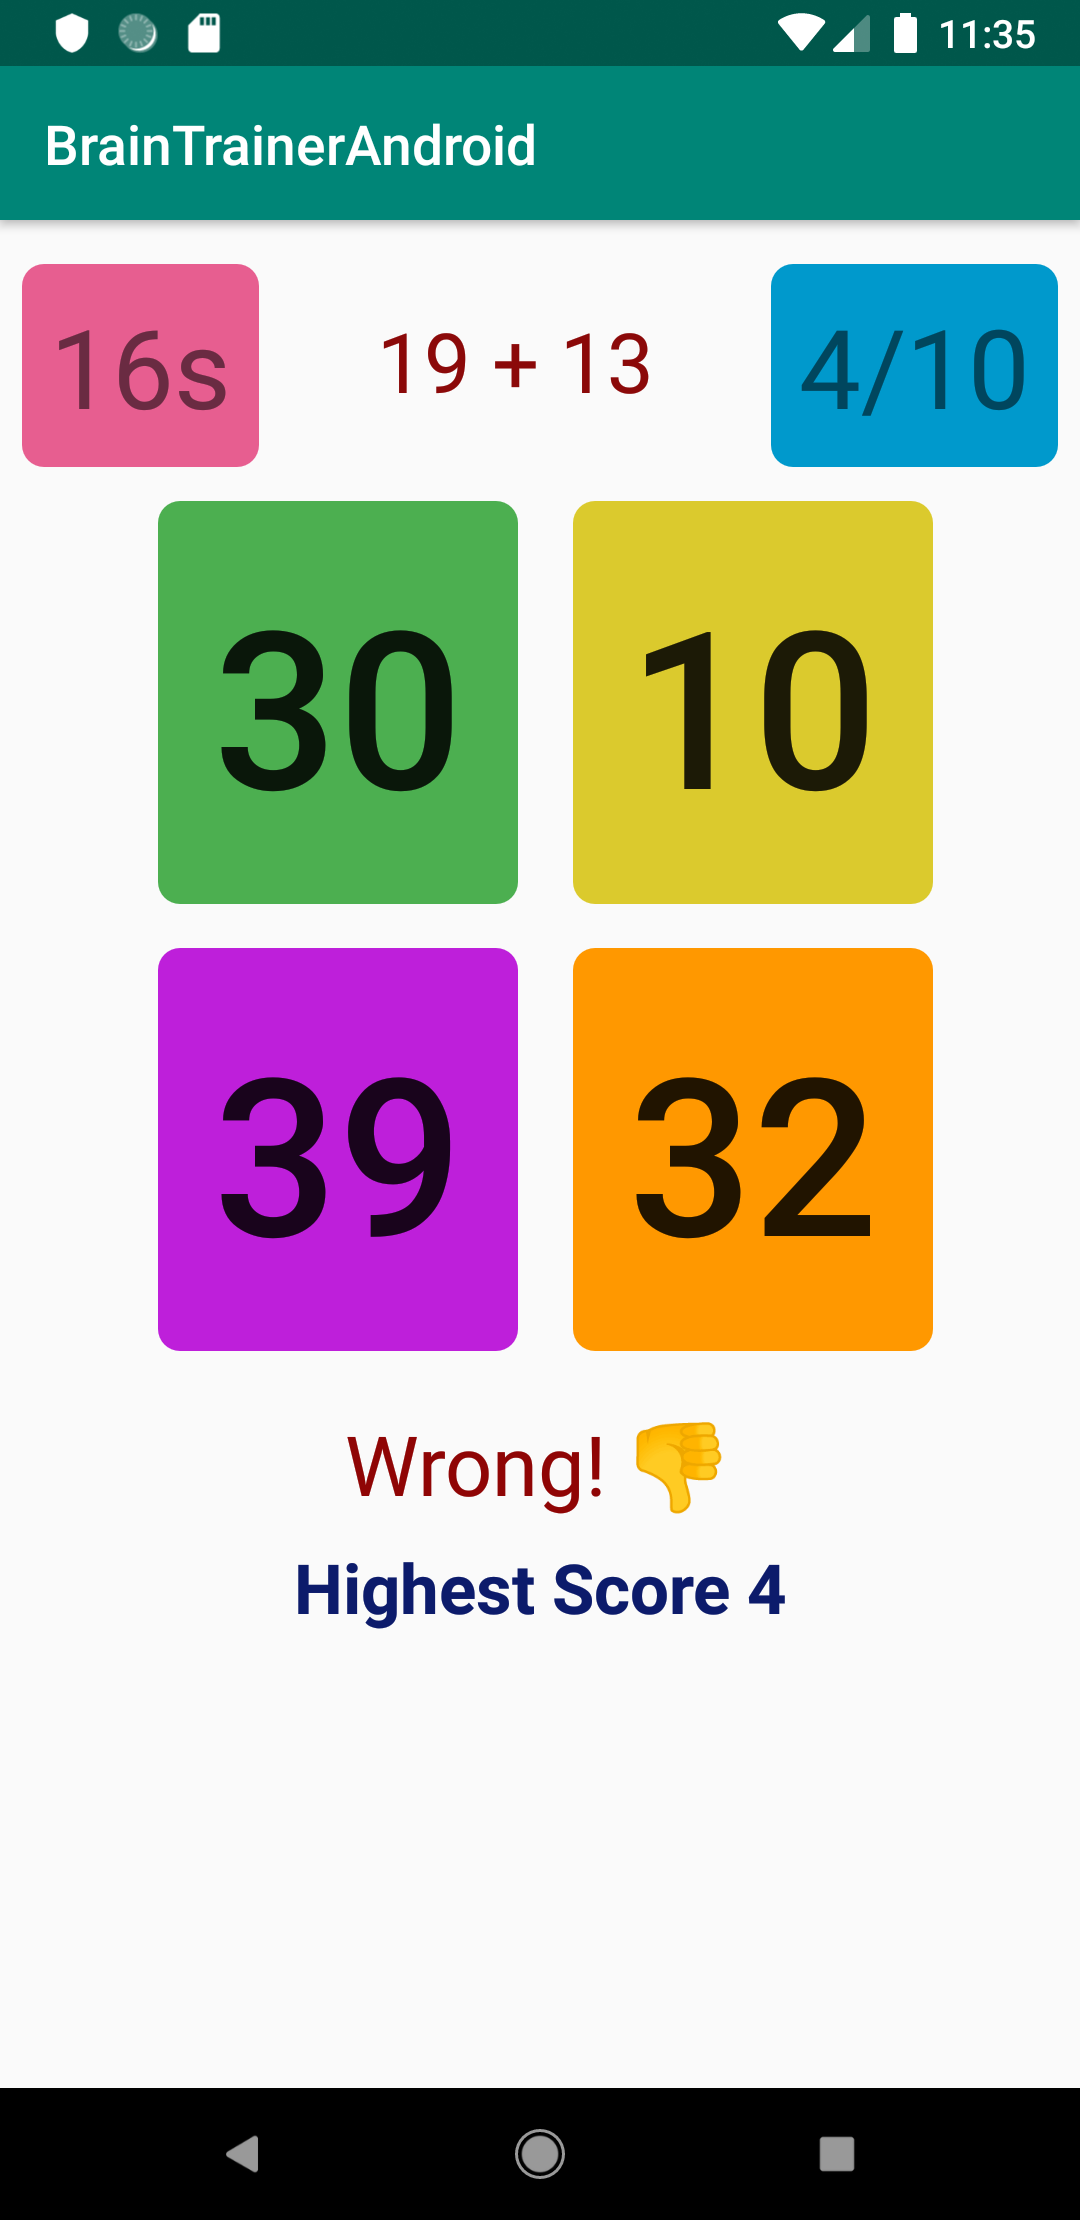 11:35
BrainTrainerAndroid
16s
19 + 13
4/10
30
10
39
32
Wrong! 👎
Highest Score 4